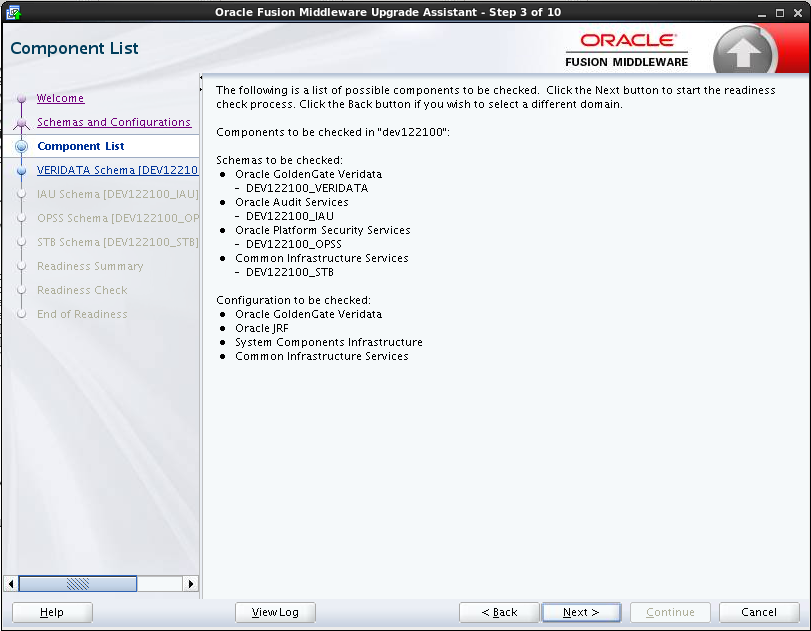 Oracle Fusion Middleware Upgrade Assistant - Step 3 of 10
Component List
ORACLE
FUSION MIDDLEWARE
Welcome
Schemas and Configurations
Component List
VERIDATA Schema [DEV12210
IAU Schema [DEV122100_IAU]
OPSS Schema [DEV122100_OP
STB Schema [DEV122100_STB]
Readiness Summary
Readiness Check
End of Readiness
The following is a list of possible components to be checked. Click the Next button to start the readiness
check process. Click the Back button if you wish to select a different domain.
Components to be checked in "dev122100":
Schemas to be checked:
● Oracle GoldenGate Veridata
- DEV122100_VERIDATA
● Oracle Audit Services
- DEV122100_IAU
● Oracle Platform Security Services
- DEV122100_OPSS
● Common Infrastructure Services
- DEV122100_STB
Configuration to be checked:
● Oracle GoldenGate Veridata
● Oracle JRF
● System Components Infrastructure
● Common Infrastructure Services
Help
View Log
< Back
Next >
Continue
Cancel